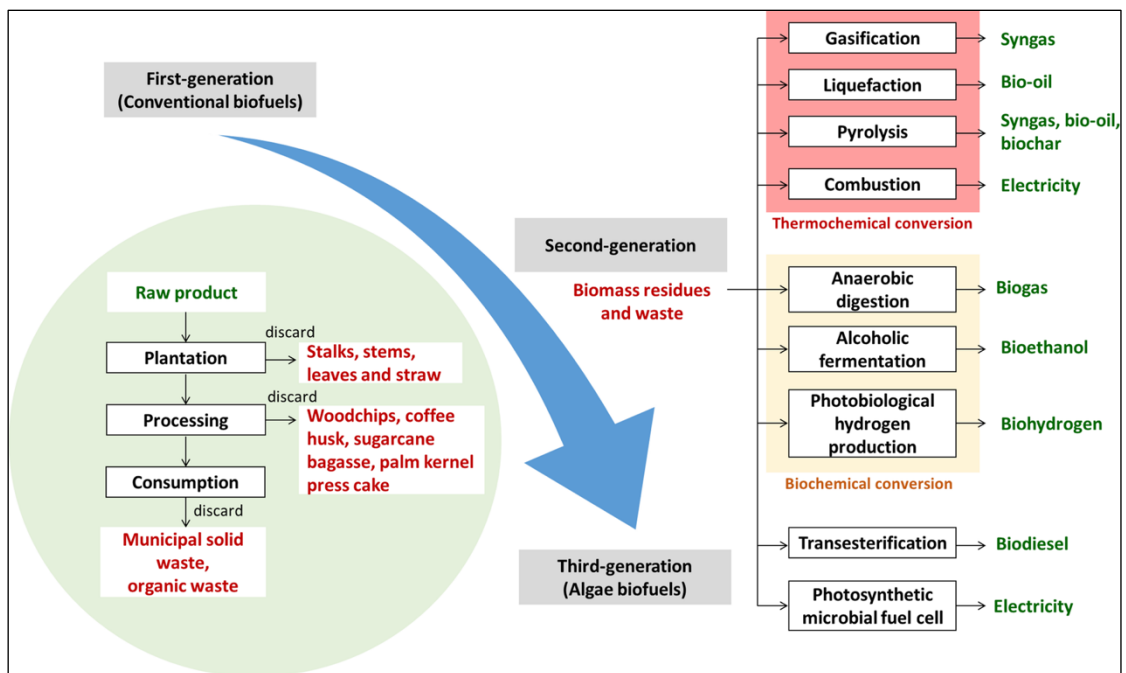 First-generation
(Conventional biofuels)
Raw product
discard
Plantation
Stalks, stems,
leaves and straw
discard
Processing
Woodchips, coffee
husk, sugarcane
bagasse, palm kernel
press cake
Consumption
discard
Municipal solid
waste,
organic waste
Second-generation
Biomass residues
and waste
Third-generation
(Algae biofuels)
Gasification
Syngas
Liquefaction
Bio-oil
Pyrolysis
Syngas, bio-oil,
biochar
Combustion
Electricity
Thermochemical conversion
Anaerobic
digestion
Biogas
Alcoholic
fermentation
Bioethanol
Photobiological
hydrogen
production
Biohydrogen
Biochemical conversion
Transesterification
Biodiesel
Photosynthetic
microbial fuel cell
Electricity